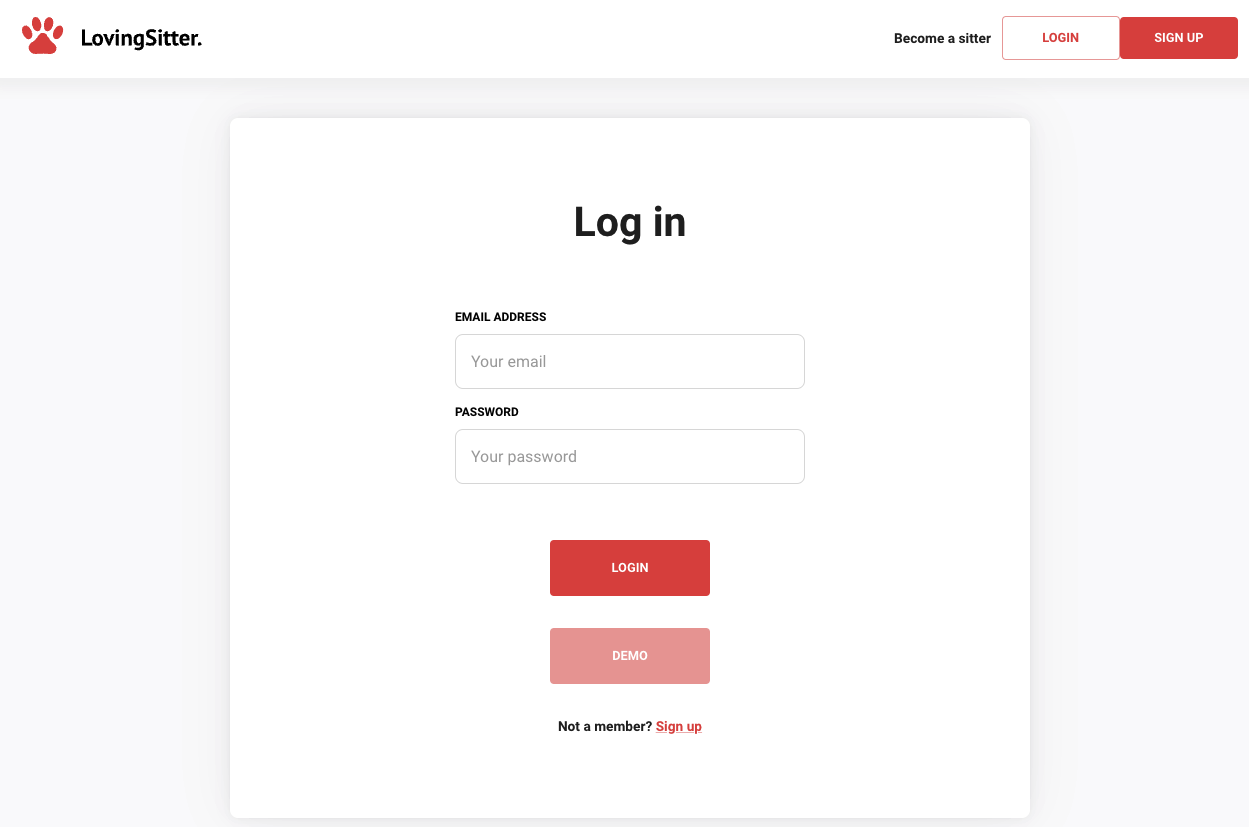 LovingSitter.
Become a sitter
LOGIN
SIGN UP
Log in
EMAIL ADDRESS
Your email
PASSWORD
Your password
LOGIN
DEMO
Not a member? Sign up